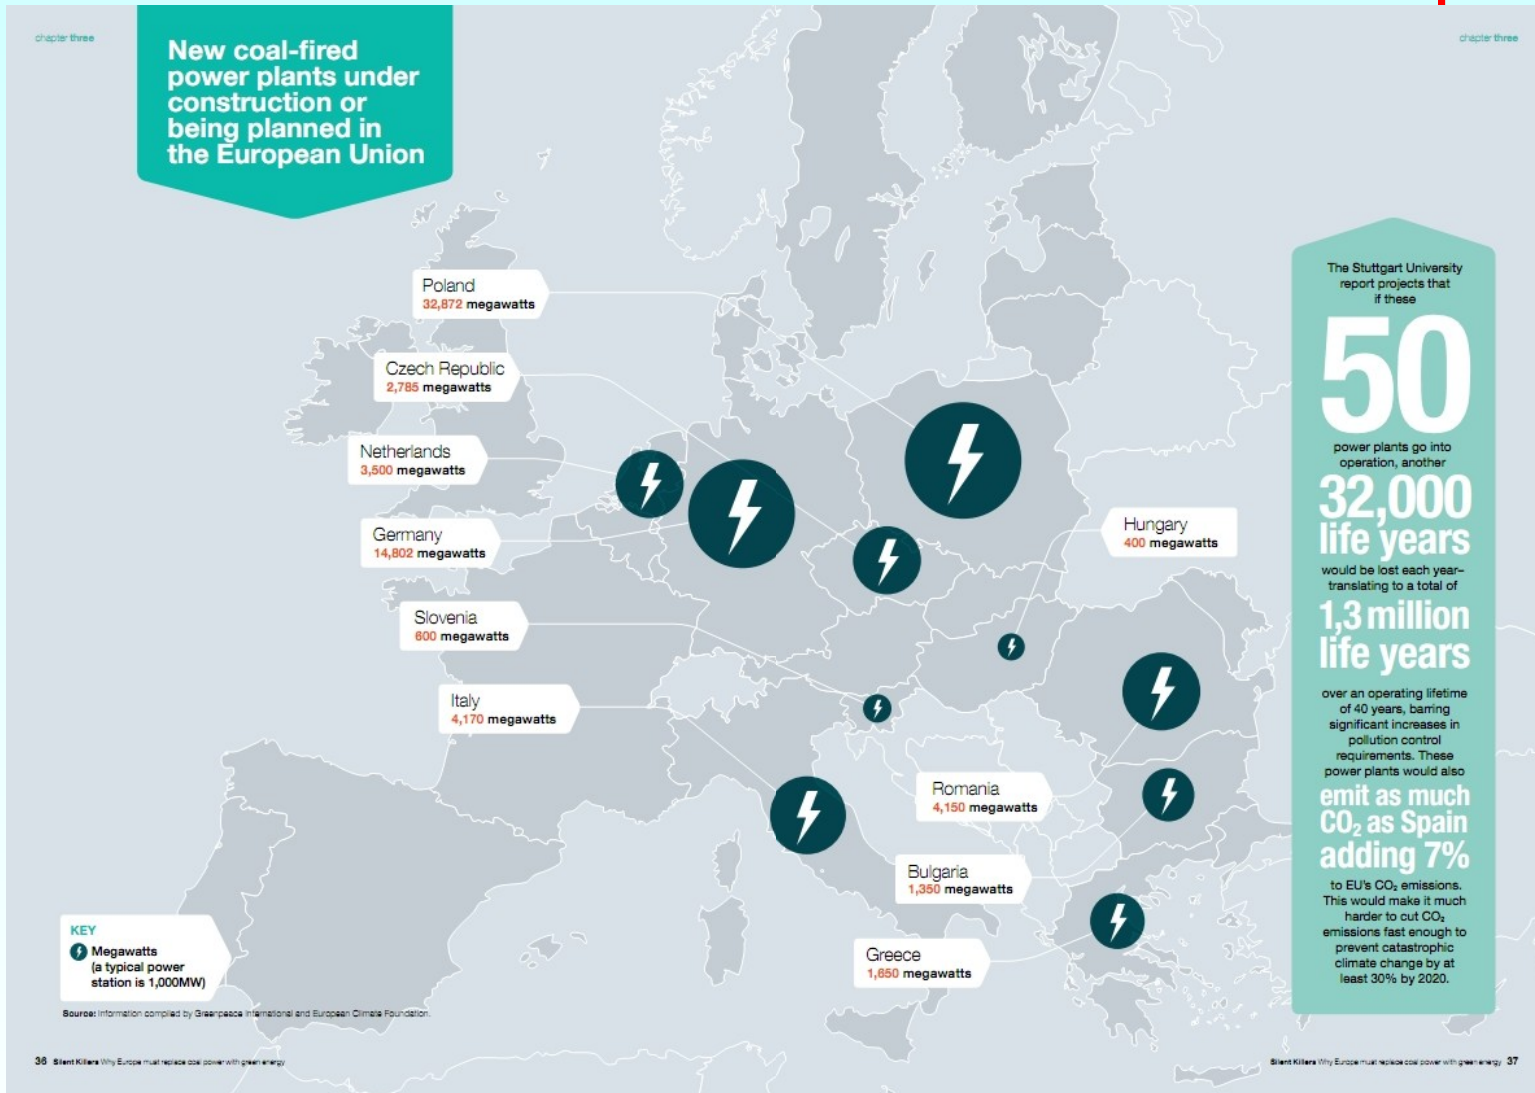 chapter three
chapter three
New coal-fired
power plants under
construction or
being planned in
the European Union
Poland
32,872 megawatts
Czech Republic
2,785 megawatts
Netherlands
3,500 megawatts
Germany
14,802 megawatts
Slovenia
600 megawatts
Italy
4,170 megawatts
Hungary
400 megawatts
Romania
4,150 megawatts
Bulgaria
1,350 megawatts
Greece
1,650 megawatts
KEY
Megawatts
(a typical power
station is 1,000MW)
Source: Information compiled by Greenpeace International and European Climate Foundation.
The Stuttgart University
report projects that
if these
50
power plants go into
operation, another
32,000
life years
would be lost each year–
translating to a total of
1,3 million
life years
over an operating lifetime
of 40 years, barring
significant increases in
pollution control
requirements. These
power plants would also
emit as much
CO₂ as Spain
adding 7%
to EU's CO₂ emissions.
This would make it much
harder to cut CO₂
emissions fast enough to
prevent catastrophic
climate change by at
least 30% by 2020.
36 Silent Killers Why Europe must replace coal power with green energy
Silent Killers Why Europe must replace coal power with green energy 37